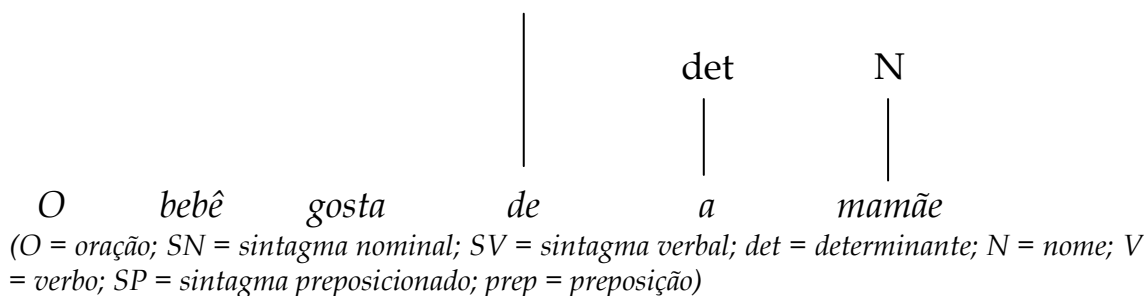 det N
O bebê gosta de a mamãe
(O = oração; SN = sintagma nominal; SV = sintagma verbal; det = determinante; N = nome; V
= verbo; SP = sintagma preposicionado; prep = preposição)